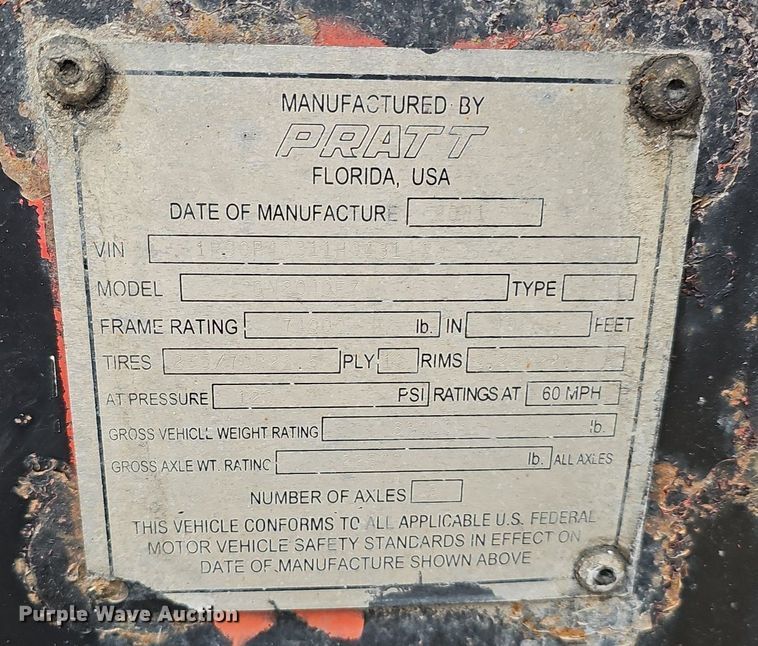 MANUFACTURED BY
PRATT
FLORIDA, USA
DATE OF MANUFACTURE
VIN
MODEL TYPE
FRAME RATING lb. IN FEET
TIRES PLY RIMS
AT PRESSURE PSI RATINGS AT 60 MPH
GROSS VEHICLE WEIGHT RATING lb.
GROSS AXLE WT. RATING lb. ALL AXLES
NUMBER OF AXLES
THIS VEHICLE CONFORMS TO ALL APPLICABLE U.S. FEDERAL
MOTOR VEHICLE SAFETY STANDARDS IN EFFECT ON
DATE OF MANUFACTURE SHOWN ABOVE
Purple Wave Auction